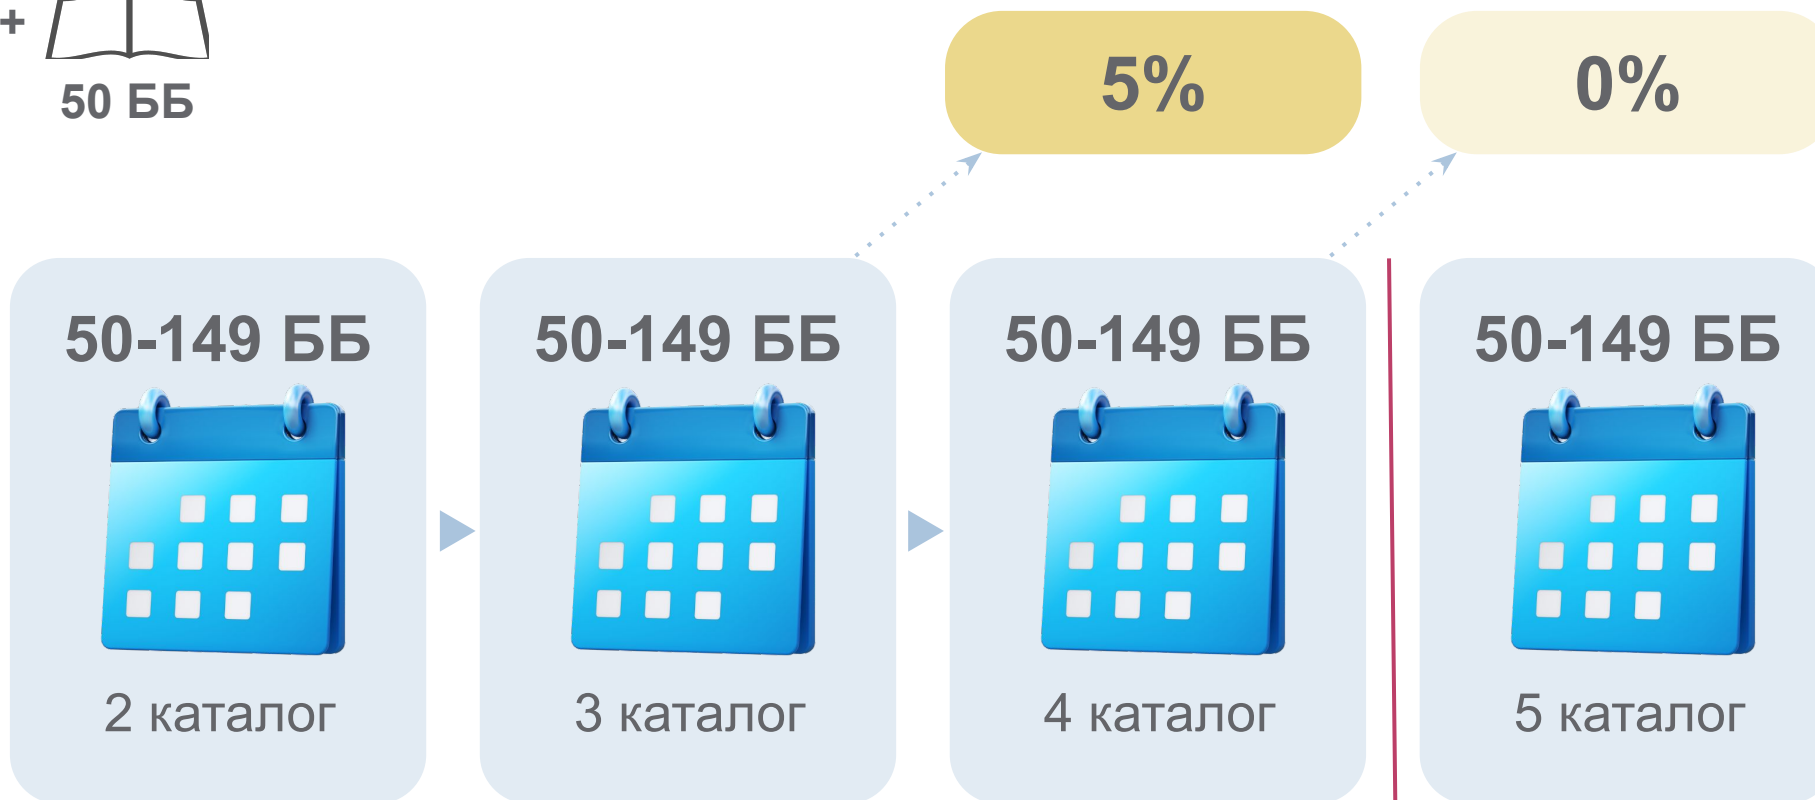 +
50 ББ
5%
0%
50-149 ББ
50-149 ББ
50-149 ББ
50-149 ББ
2 каталог
3 каталог
4 каталог
5 каталог